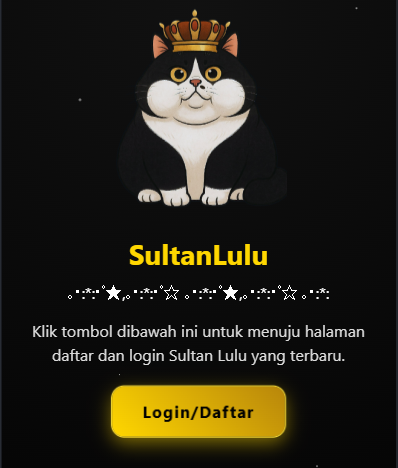 SultanLulu
｡･:*:･ﾟ★,｡･:*:･ﾟ☆ ｡･:*:･ﾟ★,｡･:*:･ﾟ☆ ｡･:*:
Klik tombol dibawah ini untuk menuju halaman
daftar dan login Sultan Lulu yang terbaru.
Login/Daftar